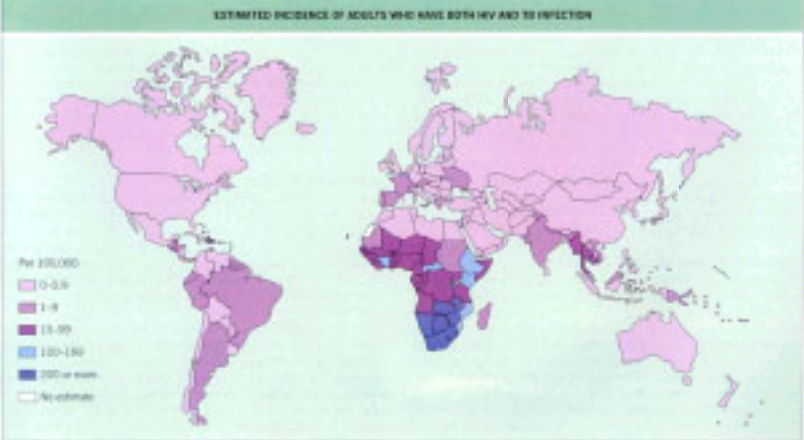 ESTIMATED INCIDENCE OF ADULTS WHO HAVE BOTH HIV AND TB INFECTION
Per 100,000
0-0.9
1-9
10-99
100-199
200 or more
No estimate